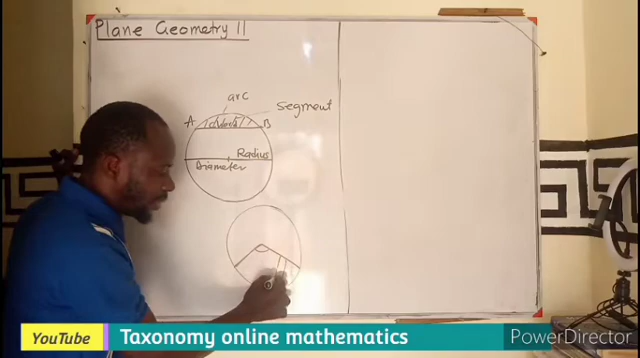 Plane Geometry II
arc
Segment
A
chord
B
Radius
Diameter
YouTube
Taxonomy online mathematics
PowerDirector